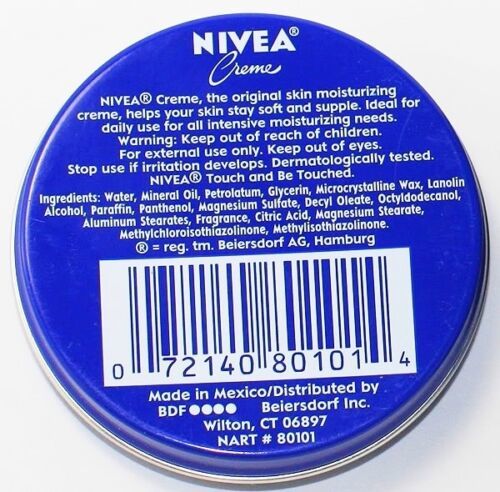 NIVEA®
Creme
NIVEA® Creme, the original skin moisturizing
creme, helps your skin stay soft and supple. Ideal for
daily use for all intensive moisturizing needs.
Warning: Keep out of reach of children.
For external use only. Keep out of eyes.
Stop use if irritation develops. Dermatologically tested.
NIVEA® Touch and Be Touched.
Ingredients: Water, Mineral Oil, Petrolatum, Glycerin, Microcrystalline Wax, Lanolin
Alcohol, Paraffin, Panthenol, Magnesium Sulfate, Decyl Oleate, Octyldodecanol,
Aluminum Stearates, Fragrance, Citric Acid, Magnesium Stearate,
Methylchloroisothiazolinone, Methylisothiazolinone.
® = reg. tm. Beiersdorf AG, Hamburg
0 72140 80101 4
Made in Mexico/Distributed by
BDF ●●●● Beiersdorf Inc.
Wilton, CT 06897
NART # 80101